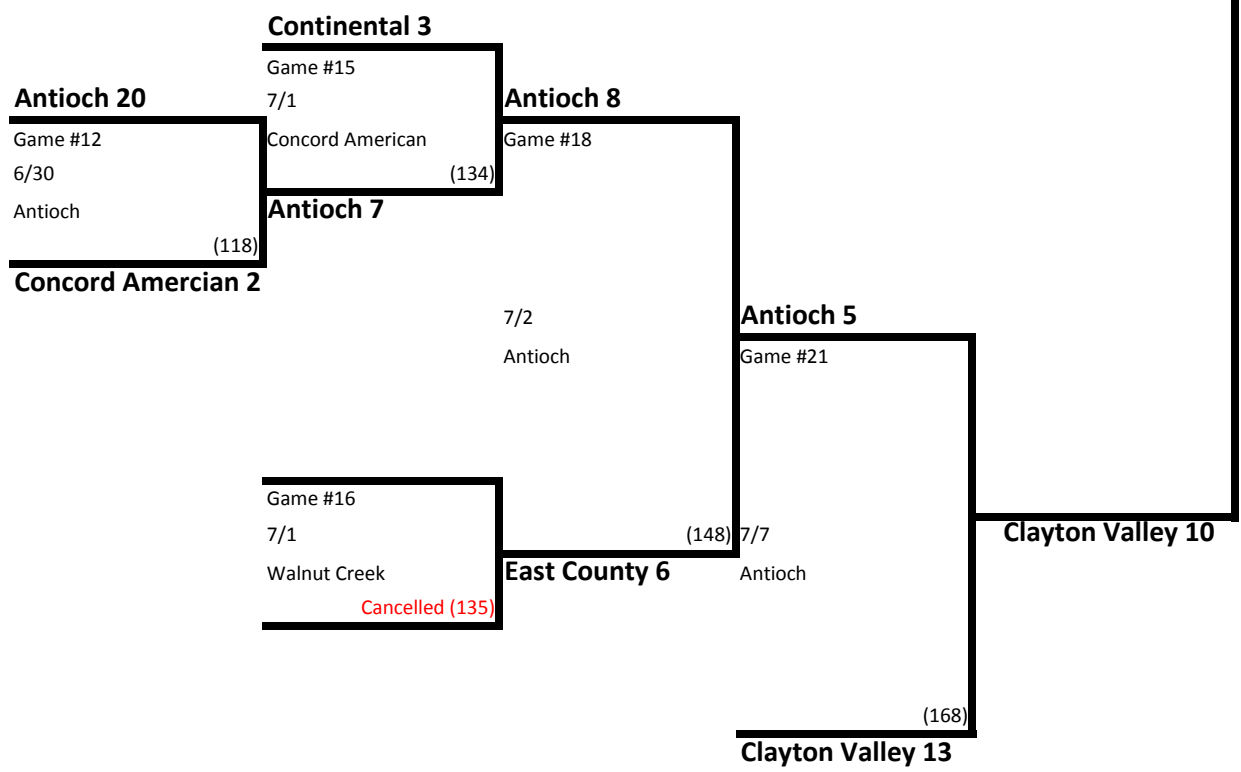 Continental 3
Game #15
Antioch 20
7/1
Antioch 8
Game #12
Concord American
Game #18
6/30
(134)
Antioch
Antioch 7
(118)
Concord Amercian 2
7/2
Antioch 5
Antioch
Game #21
Game #16
7/1
(148)
7/7
Clayton Valley 10
Walnut Creek
East County 6
Antioch
Cancelled (135)
(168)
Clayton Valley 13